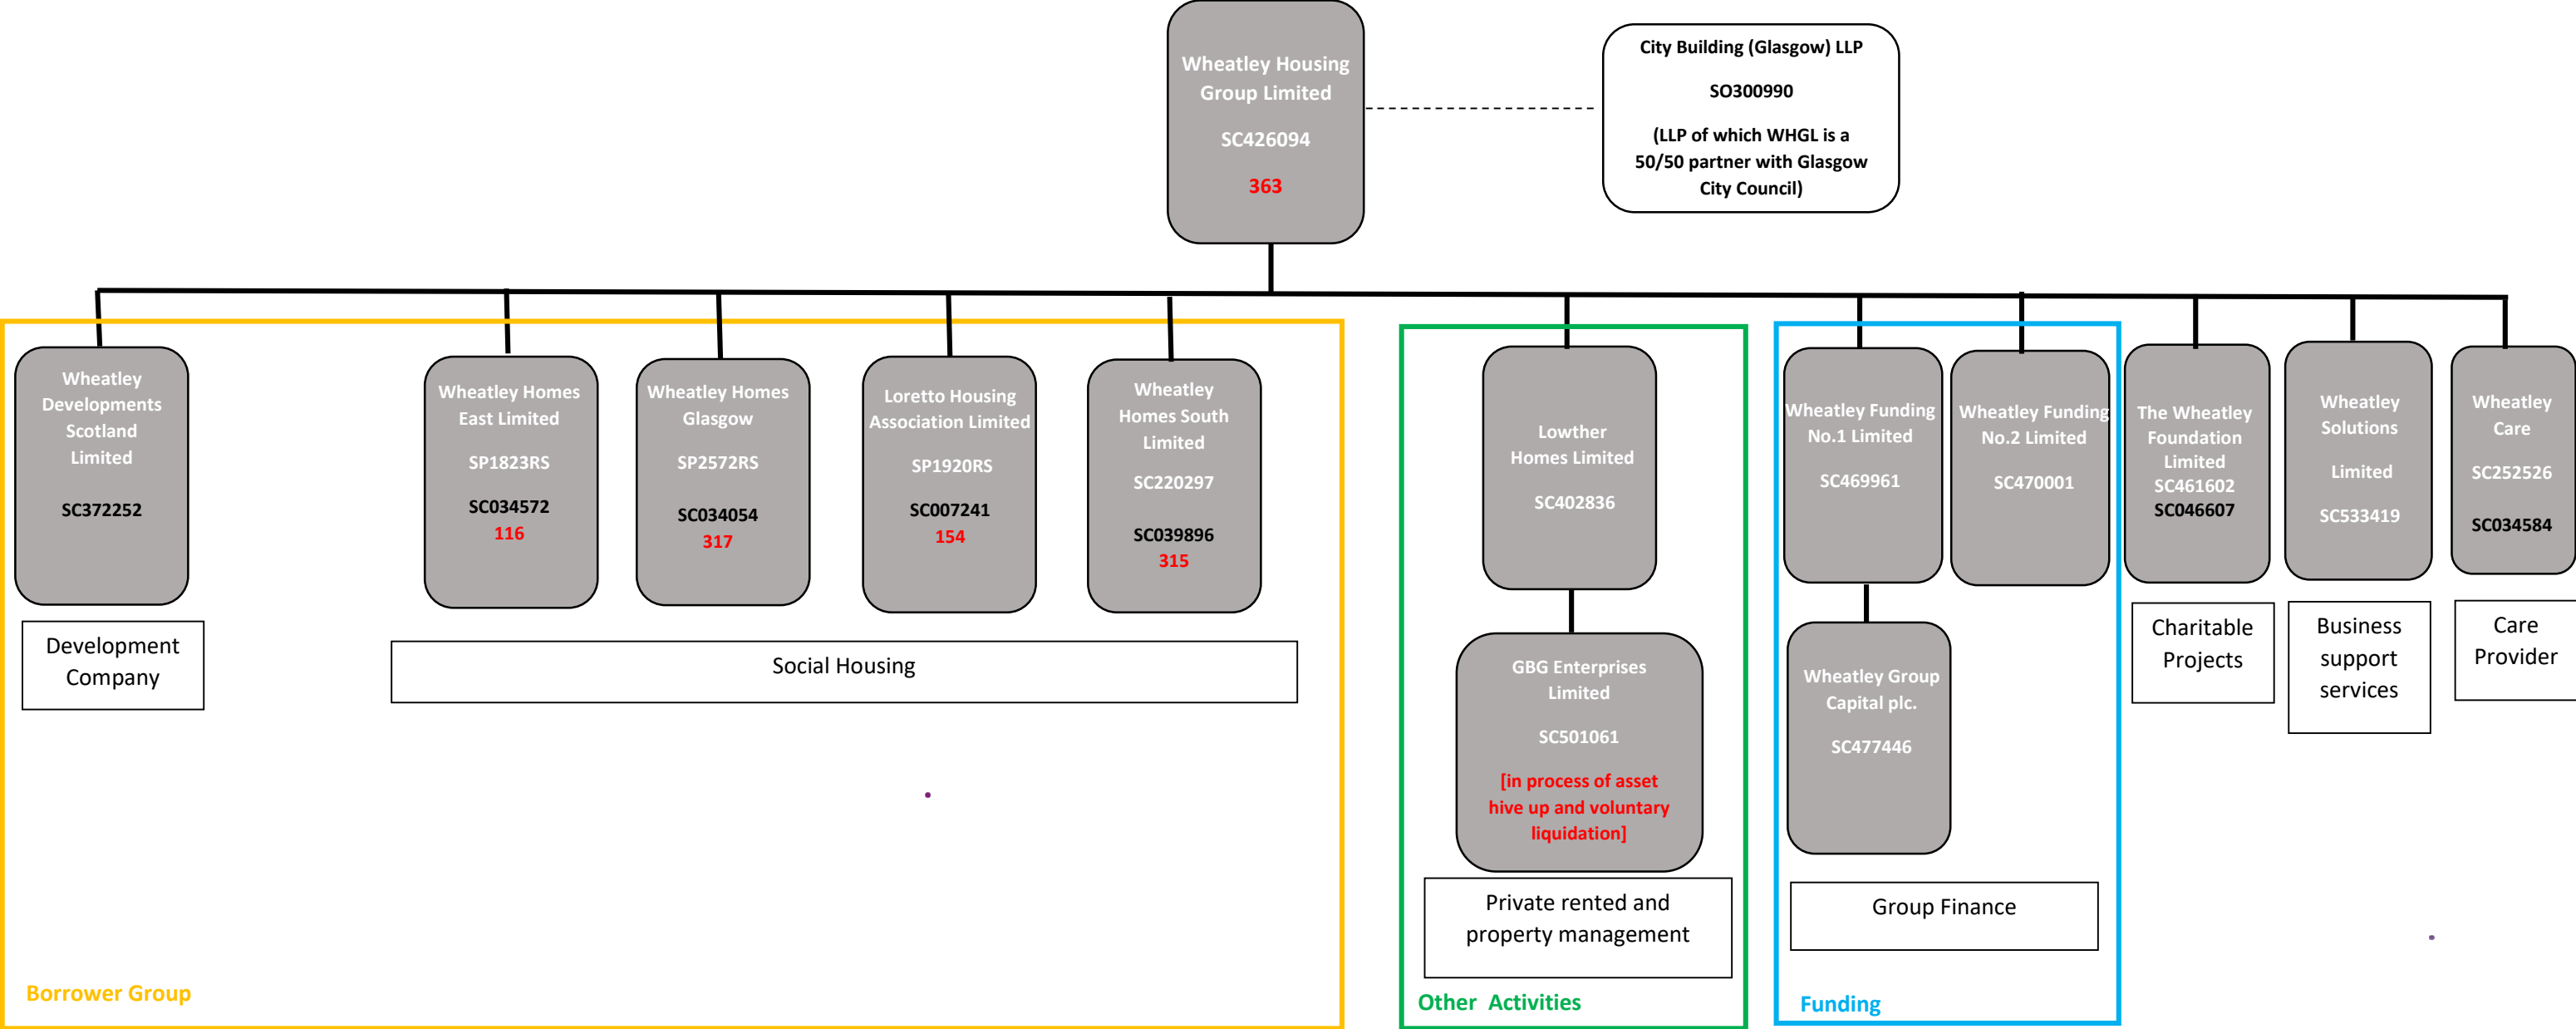 Wheatley Housing
Group Limited
SC426094
363
City Building (Glasgow) LLP
SO300990
(LLP of which WHGL is a
50/50 partner with Glasgow
City Council)
Wheatley
Developments
Scotland
Limited
SC372252
Development
Company
Wheatley Homes
East Limited
SP1823RS
SC034572
116
Wheatley Homes
Glasgow
SP2572RS
SC034054
317
Loretto Housing
Association Limited
SP1920RS
SC007241
154
Wheatley
Homes South
Limited
SC220297
SC039896
315
Social Housing
Borrower Group
Lowther
Homes Limited
SC402836
GBG Enterprises
Limited
SC501061
[in process of asset
hive up and voluntary
liquidation]
Private rented and
property management
Other Activities
Wheatley Funding
No.1 Limited
SC469961
Wheatley Funding
No.2 Limited
SC470001
Wheatley Group
Capital plc.
SC477446
Group Finance
Funding
The Wheatley
Foundation
Limited
SC461602
SC046607
Charitable
Projects
Wheatley
Solutions
Limited
SC533419
Business
support
services
Wheatley
Care
SC252526
SC034584
Care
Provider